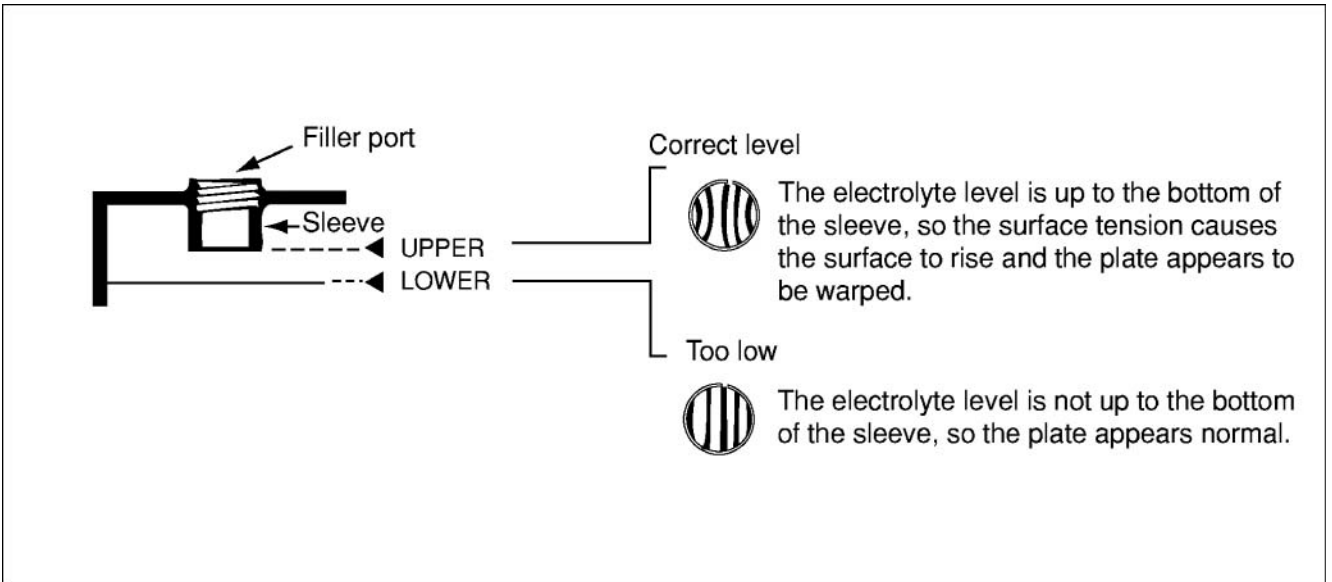 Filler port
Sleeve
UPPER
LOWER
Correct level
The electrolyte level is up to the bottom of
the sleeve, so the surface tension causes
the surface to rise and the plate appears to
be warped.
Too low
The electrolyte level is not up to the bottom
of the sleeve, so the plate appears normal.